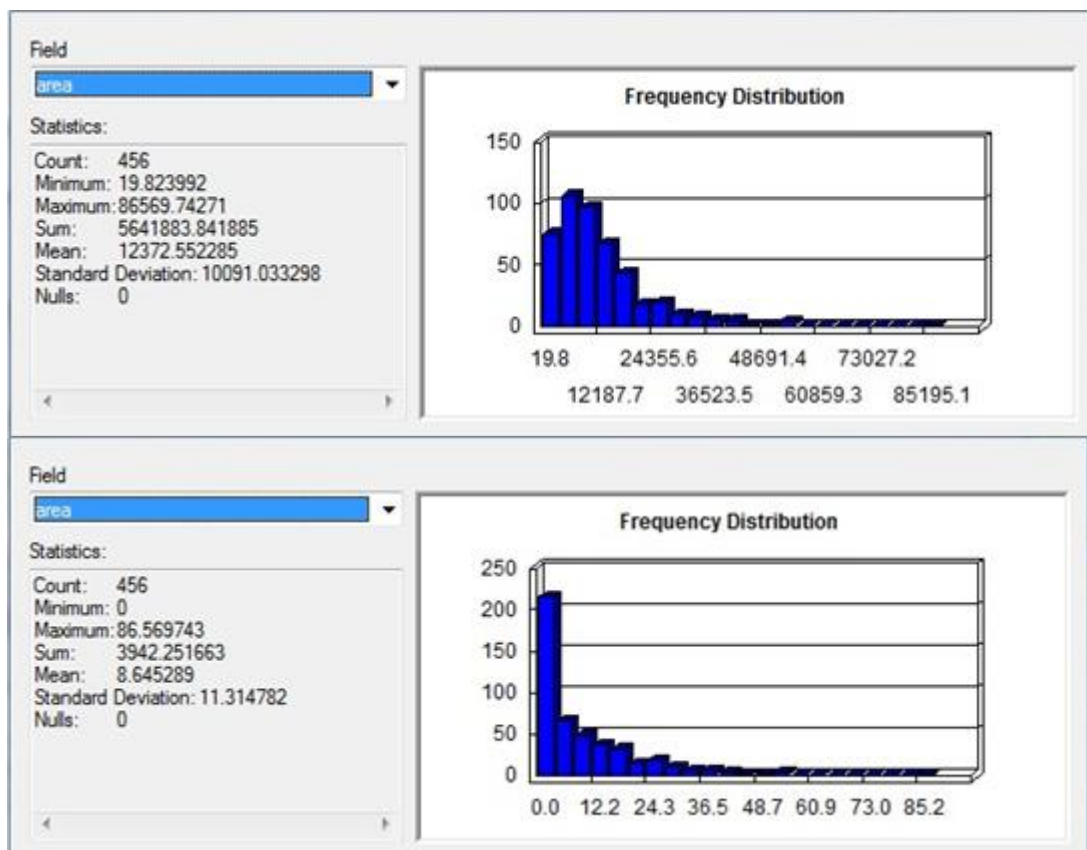 Field
area
Statistics:
Count: 456
Minimum: 19.823992
Maximum: 86569.74271
Sum: 5641883.841885
Mean: 12372.552285
Standard Deviation: 10091.033298
Nulls: 0
Frequency Distribution
150
100
50
0
19.8 24355.6 48691.4 73027.2
12187.7 36523.5 60859.3 85195.1
Field
area
Statistics:
Count: 456
Minimum: 0
Maximum: 86.569743
Sum: 3942.251663
Mean: 8.645289
Standard Deviation: 11.314782
Nulls: 0
Frequency Distribution
250
200
150
100
50
0
0.0 12.2 24.3 36.5 48.7 60.9 73.0 85.2